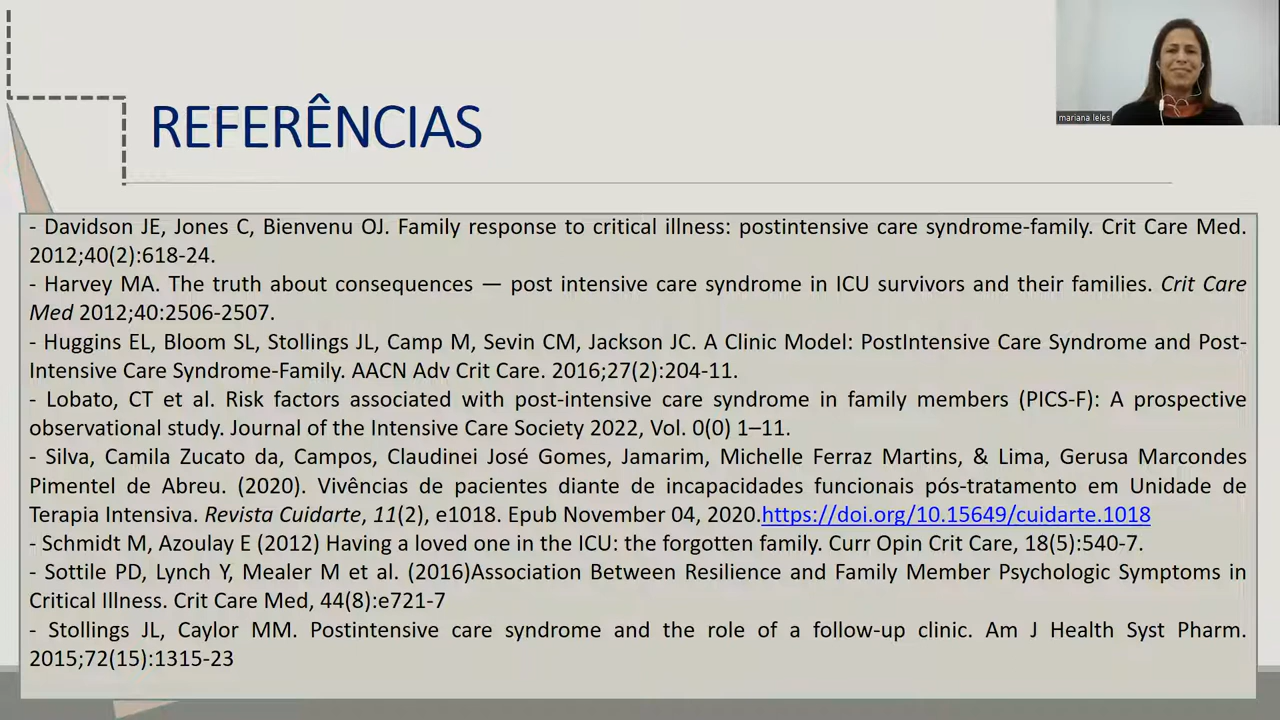 mariana leles
REFERÊNCIAS
- Davidson JE, Jones C, Bienvenu OJ. Family response to critical illness: postintensive care syndrome-family. Crit Care Med.
2012;40(2):618-24.
- Harvey MA. The truth about consequences — post intensive care syndrome in ICU survivors and their families. Crit Care
Med 2012;40:2506-2507.
- Huggins EL, Bloom SL, Stollings JL, Camp M, Sevin CM, Jackson JC. A Clinic Model: PostIntensive Care Syndrome and Post-
Intensive Care Syndrome-Family. AACN Adv Crit Care. 2016;27(2):204-11.
- Lobato, CT et al. Risk factors associated with post-intensive care syndrome in family members (PICS-F): A prospective
observational study. Journal of the Intensive Care Society 2022, Vol. 0(0) 1–11.
- Silva, Camila Zucato da, Campos, Claudinei José Gomes, Jamarim, Michelle Ferraz Martins, & Lima, Gerusa Marcondes
Pimentel de Abreu. (2020). Vivências de pacientes diante de incapacidades funcionais pós-tratamento em Unidade de
Terapia Intensiva. Revista Cuidarte, 11(2), e1018. Epub November 04, 2020.https://doi.org/10.15649/cuidarte.1018
- Schmidt M, Azoulay E (2012) Having a loved one in the ICU: the forgotten family. Curr Opin Crit Care, 18(5):540-7.
- Sottile PD, Lynch Y, Mealer M et al. (2016)Association Between Resilience and Family Member Psychologic Symptoms in
Critical Illness. Crit Care Med, 44(8):e721-7
- Stollings JL, Caylor MM. Postintensive care syndrome and the role of a follow-up clinic. Am J Health Syst Pharm.
2015;72(15):1315-23